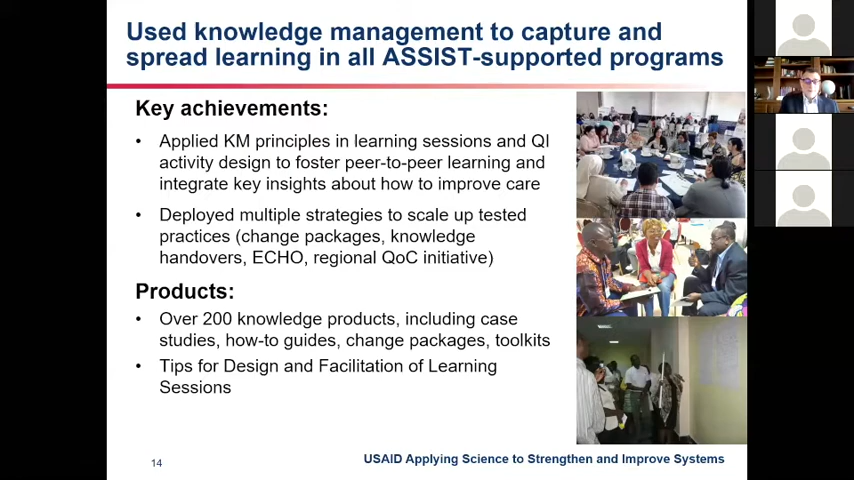 Used knowledge management to capture and
spread learning in all ASSIST-supported programs
Key achievements:
• Applied KM principles in learning sessions and QI
activity design to foster peer-to-peer learning and
integrate key insights about how to improve care
• Deployed multiple strategies to scale up tested
practices (change packages, knowledge
handovers, ECHO, regional QoC initiative)
Products:
• Over 200 knowledge products, including case
studies, how-to guides, change packages, toolkits
• Tips for Design and Facilitation of Learning
Sessions
14
USAID Applying Science to Strengthen and Improve Systems